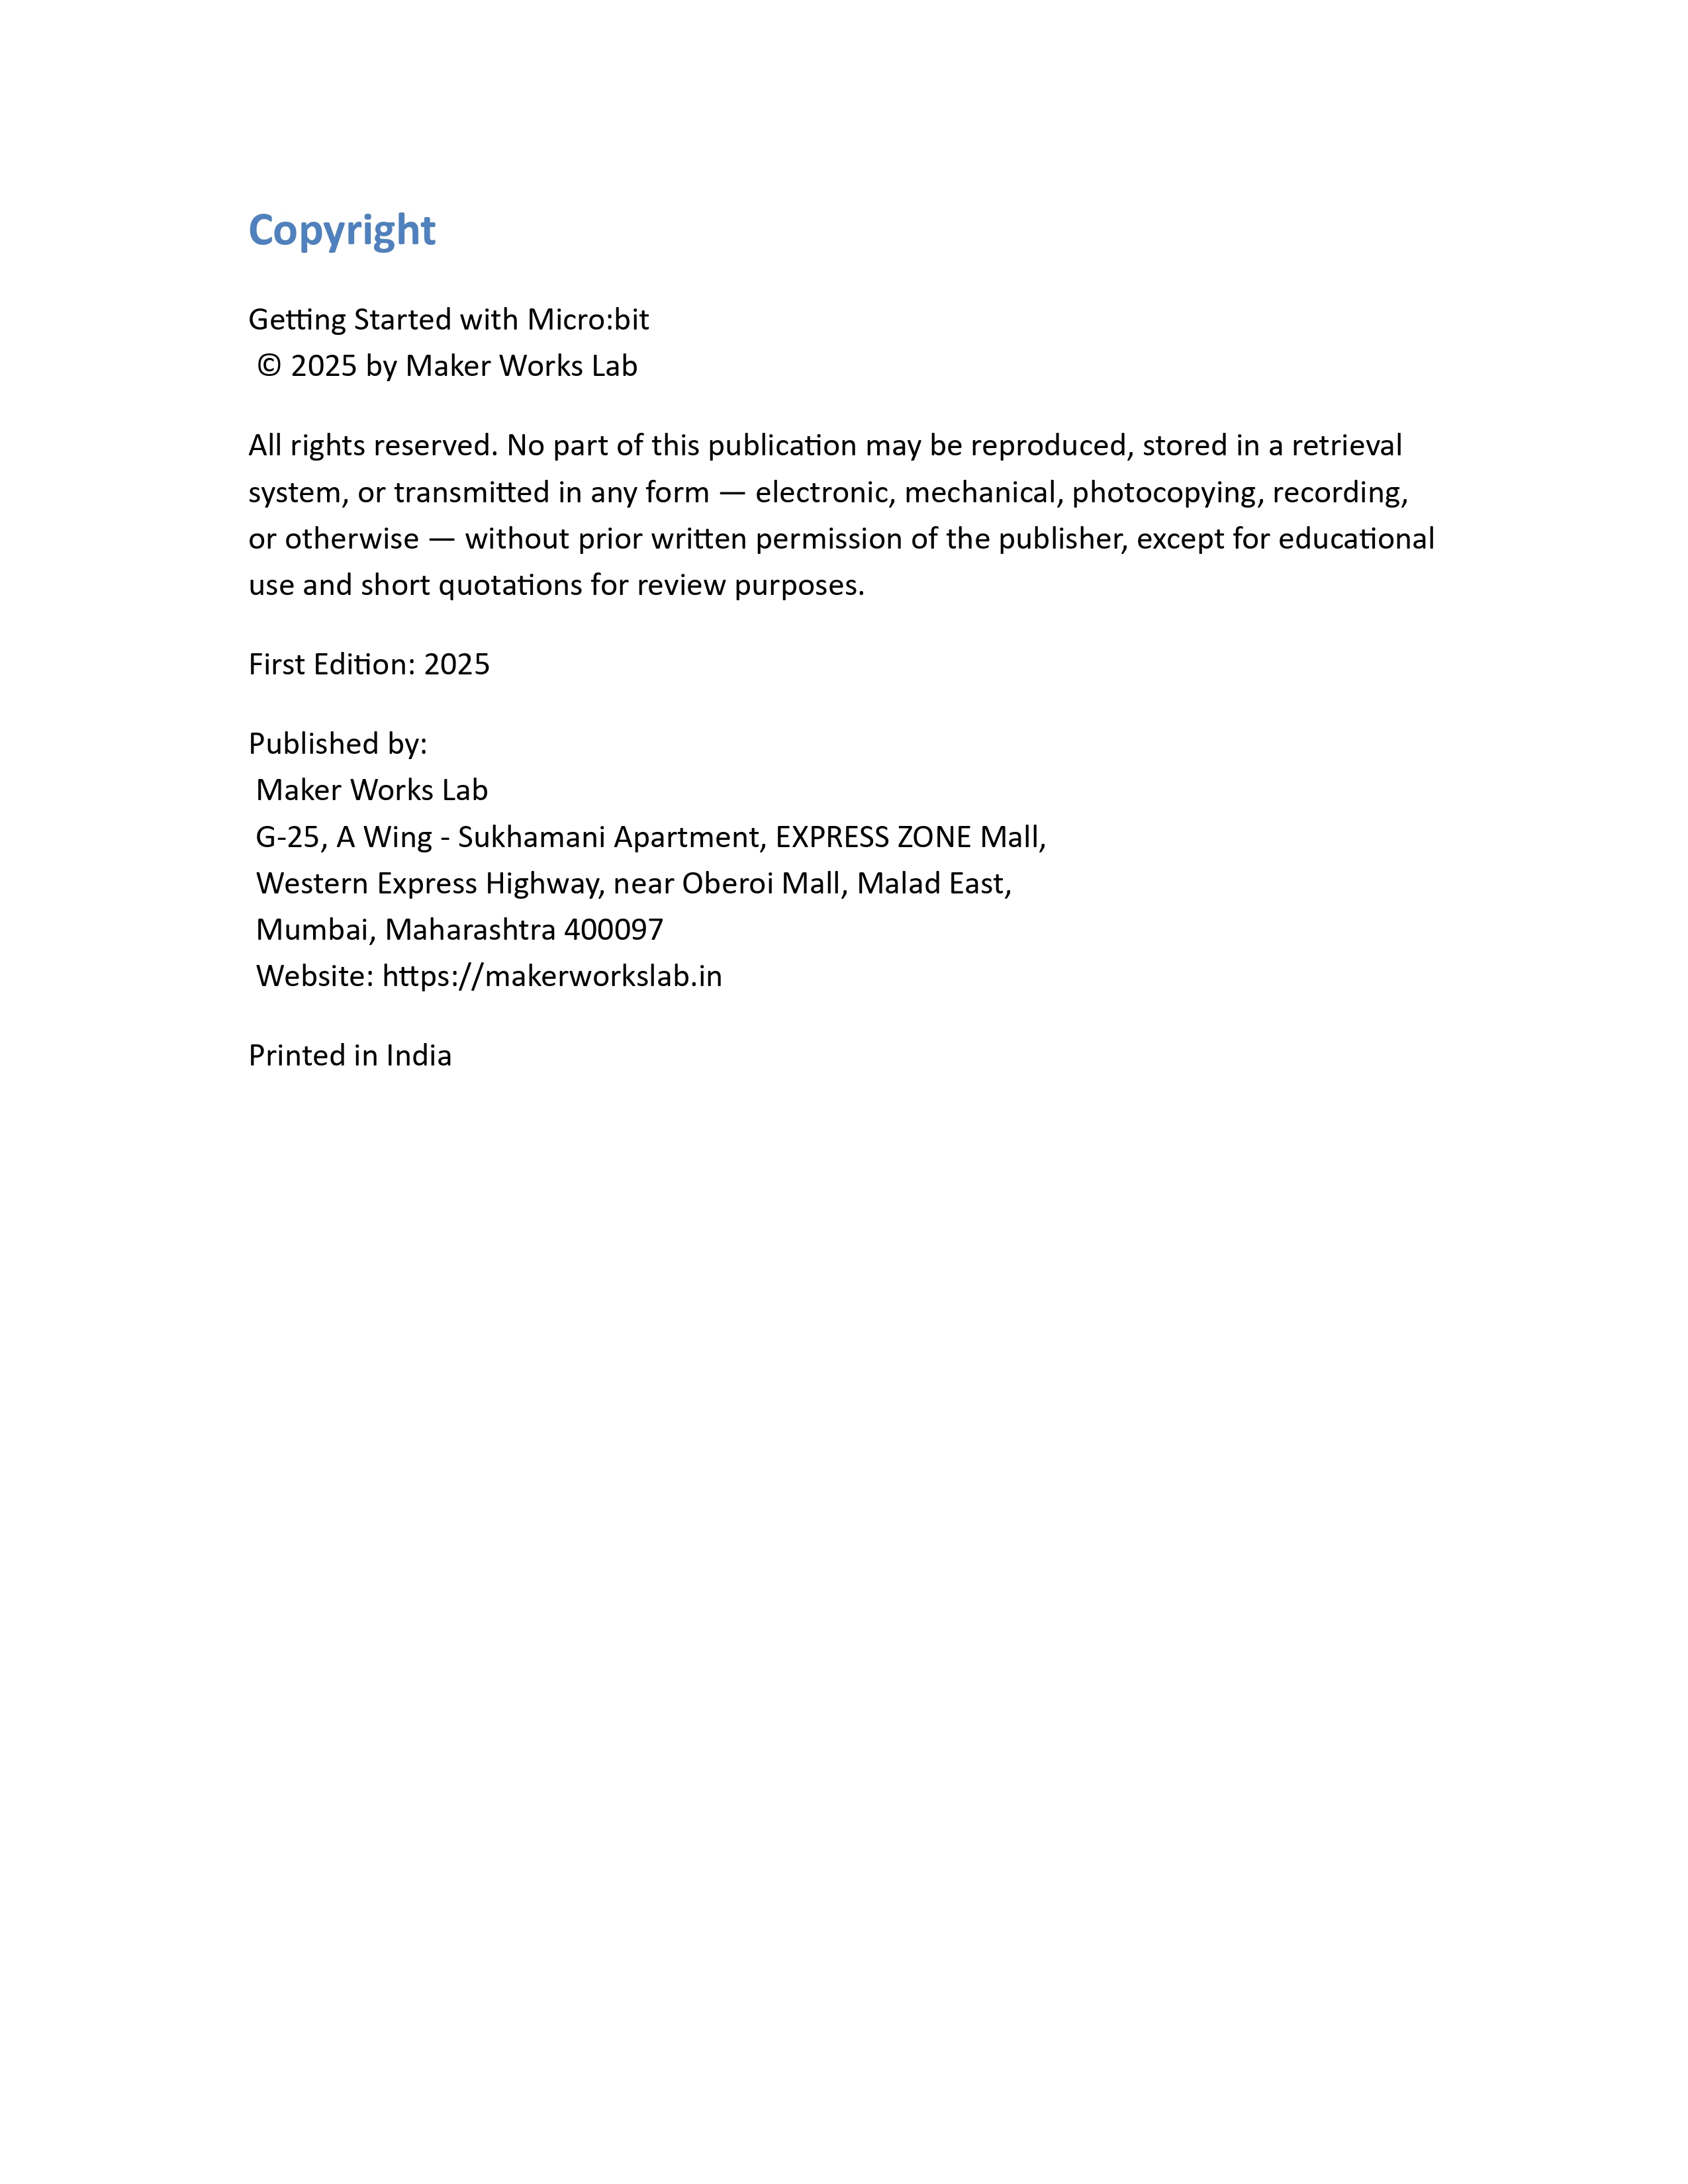 Copyright
Getting Started with Micro:bit
© 2025 by Maker Works Lab
All rights reserved. No part of this publication may be reproduced, stored in a retrieval
system, or transmitted in any form — electronic, mechanical, photocopying, recording,
or otherwise — without prior written permission of the publisher, except for educational
use and short quotations for review purposes.
First Edition: 2025
Published by:
Maker Works Lab
G-25, A Wing - Sukhamani Apartment, EXPRESS ZONE Mall,
Western Express Highway, near Oberoi Mall, Malad East,
Mumbai, Maharashtra 400097
Website: https://makerworkslab.in
Printed in India